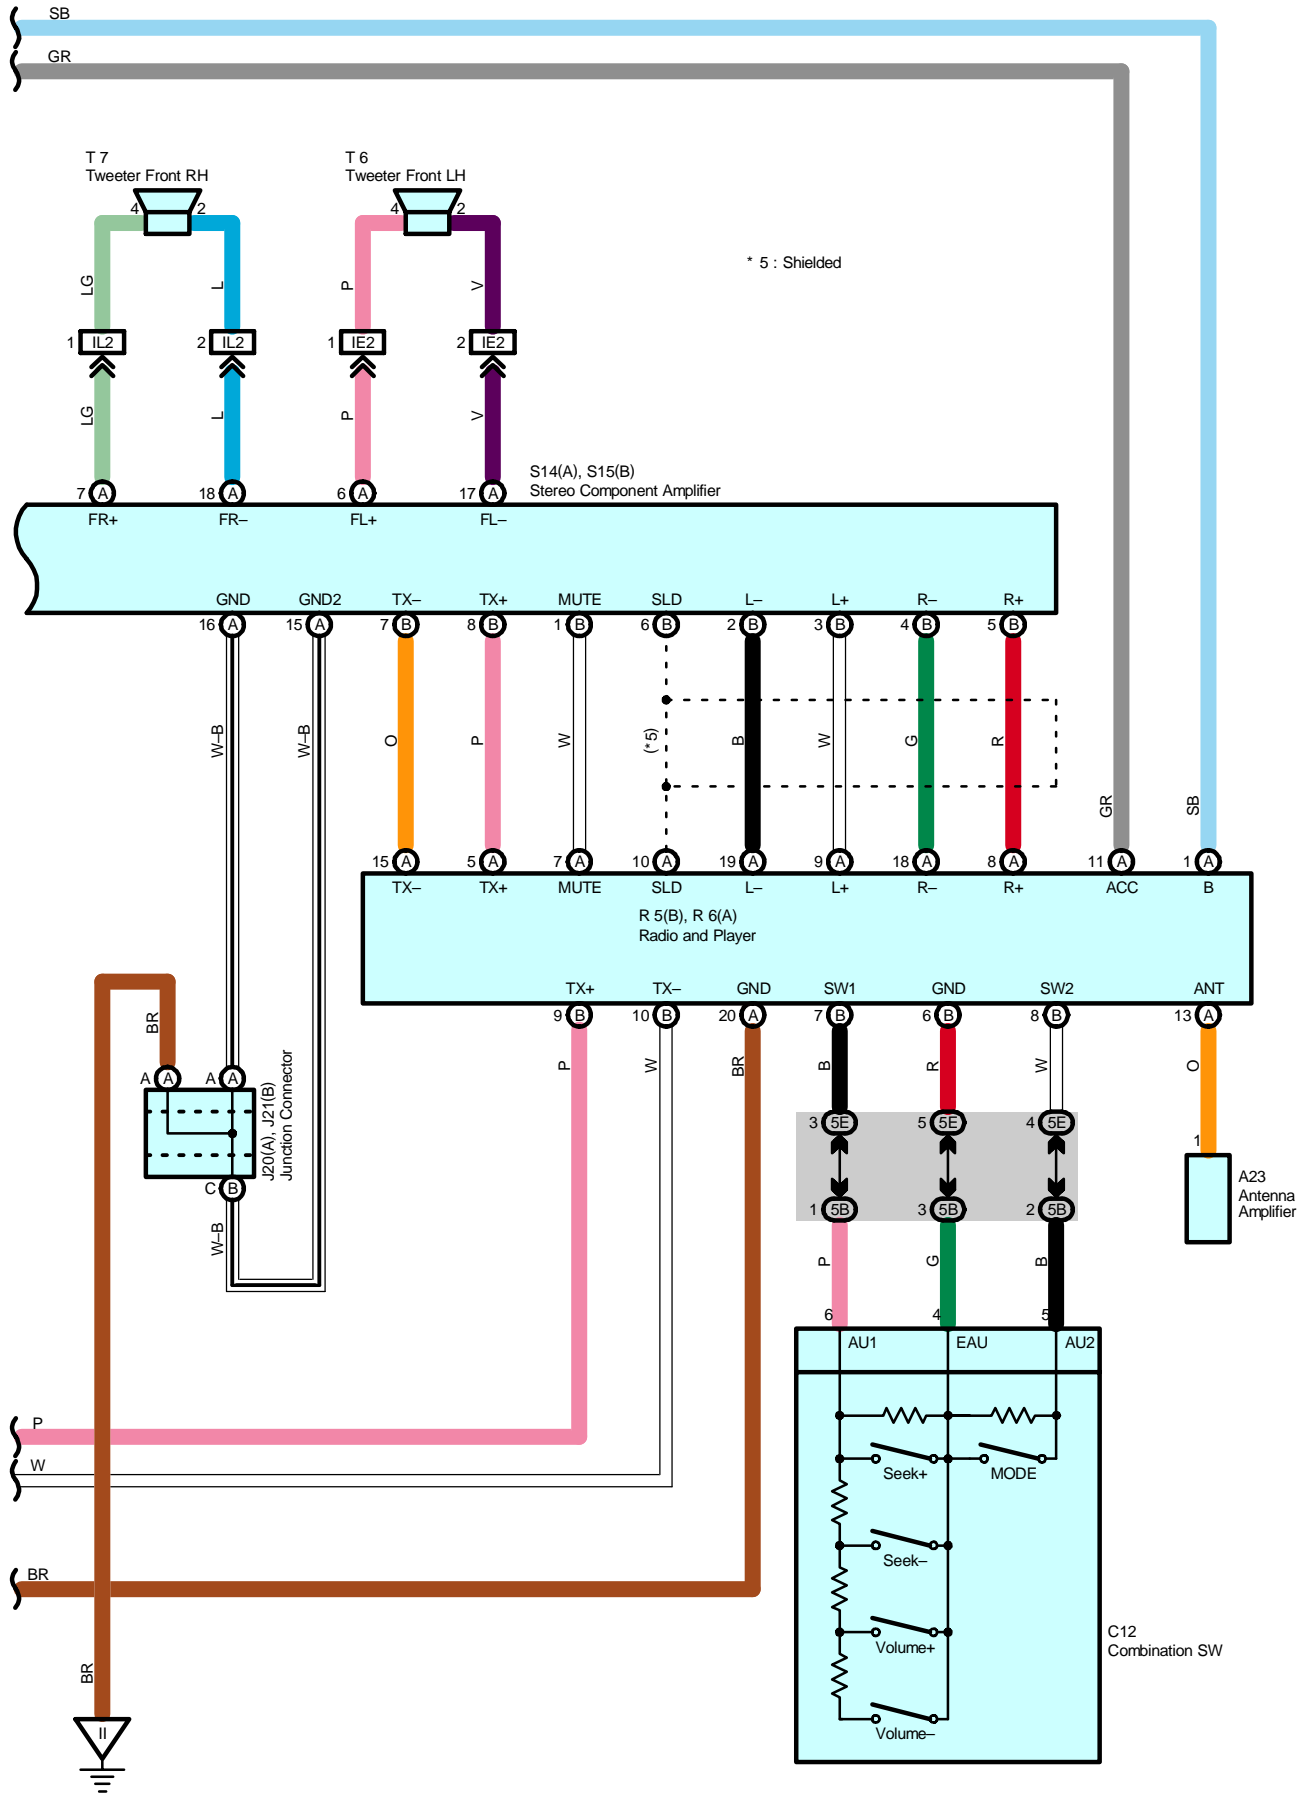 SB
GR
T 7
Tweeter Front RH
T 6
Tweeter Front LH
4 2 4 2
* 5 : Shielded
LG L P V
1 IL2 2 IL2 1 IE2 2 IE2
LG L P V
S14(A), S15(B)
Stereo Component Amplifier
7 A 18 A 6 A 17 A
FR+ FR– FL+ FL–
GND GND2 TX– TX+ MUTE SLD L– L+ R– R+
16 A 15 A 7 B 8 B 1 B 6 B 2 B 3 B 4 B 5 B
W–B W–B O P W (* 5) B W G R
GR SB
15 A 5 A 7 A 10 A 19 A 9 A 18 A 8 A 11 A 1 A
TX– TX+ MUTE SLD L– L+ R– R+ ACC B
R 5(B), R 6(A)
Radio and Player
TX+ TX– GND SW1 GND SW2 ANT
9 B 10 B 20 A 7 B 6 B 8 B 13 A
BR
P W BR B R W O
A A A A
J20(A), J21(B)
Junction Connector
3 5E 5 5E 4 5E
1
A23
Antenna
Amplifier
C B
1 5B 3 5B 2 5B
W–B
P G B
6 4 5
AU1 EAU AU2
P
W
Seek+ MODE
Seek–
BR
Volume+
C12
Combination SW
BR
Volume–
II